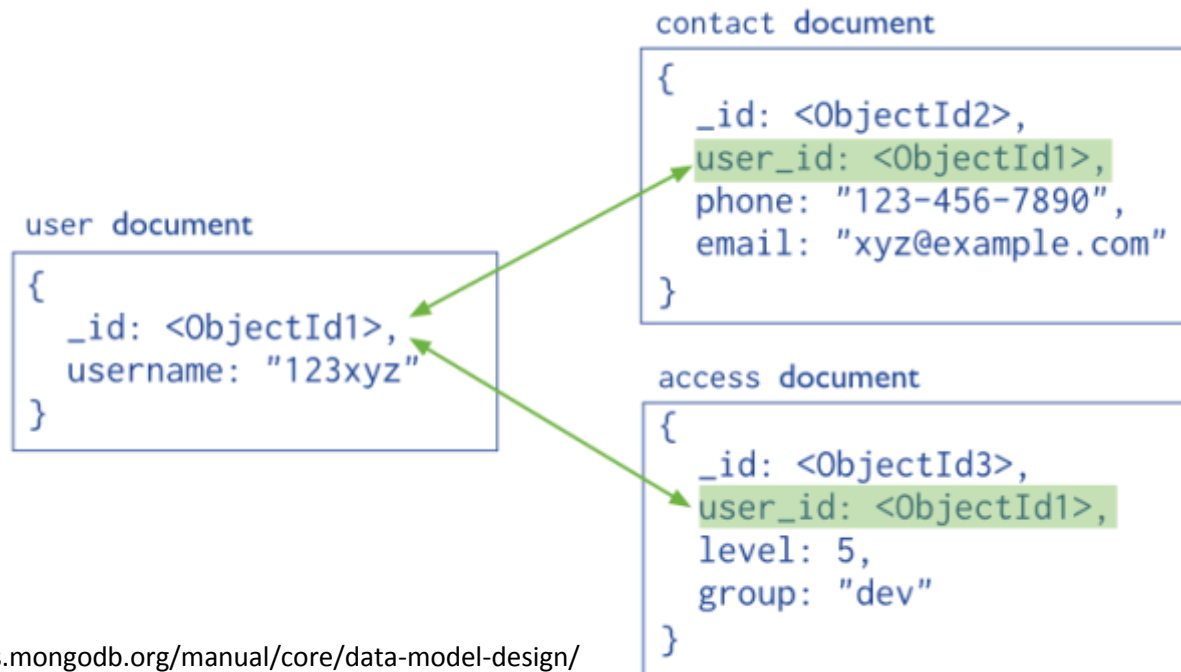 contact document
{
_id: <ObjectId2>,
user_id: <ObjectId1>,
phone: "123-456-7890",
email: "xyz@example.com"
}
user document
{
_id: <ObjectId1>,
username: "123xyz"
}
access document
{
_id: <ObjectId3>,
user_id: <ObjectId1>,
level: 5,
group: "dev"
}
s.mongodb.org/manual/core/data-model-design/